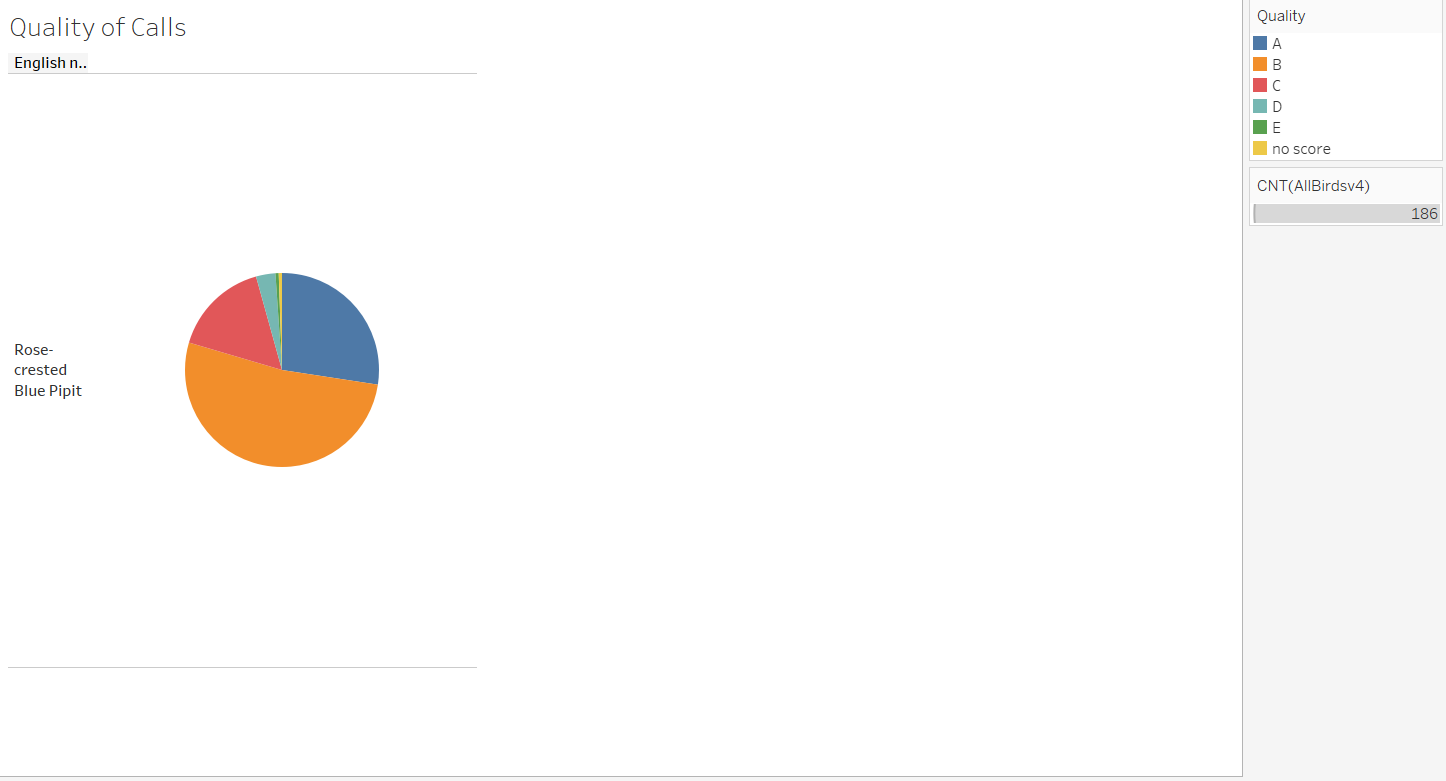 Quality of Calls
English n..
Rose-
crested
Blue Pipit
Quality
A
B
C
D
E
no score
CNT(AllBirdsv4)
186